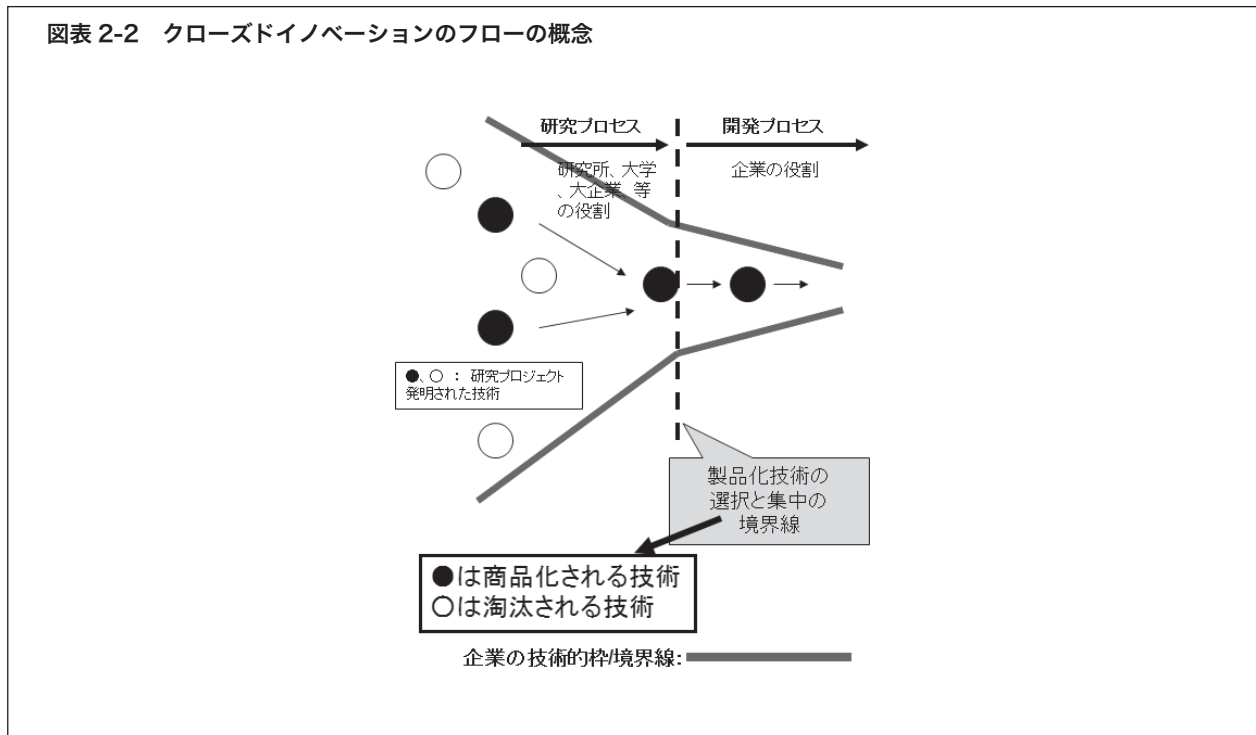 図表 2-2 クローズドイノベーションのフローの概念
研究プロセス
開発プロセス
研究所、大学
、大企業、等
の役割
企業の役割
●、○ ： 研究プロジェクト
発明された技術
製品化技術の
選択と集中の
境界線
●は商品化される技術
○は淘汰される技術
企業の技術的枠/境界線: